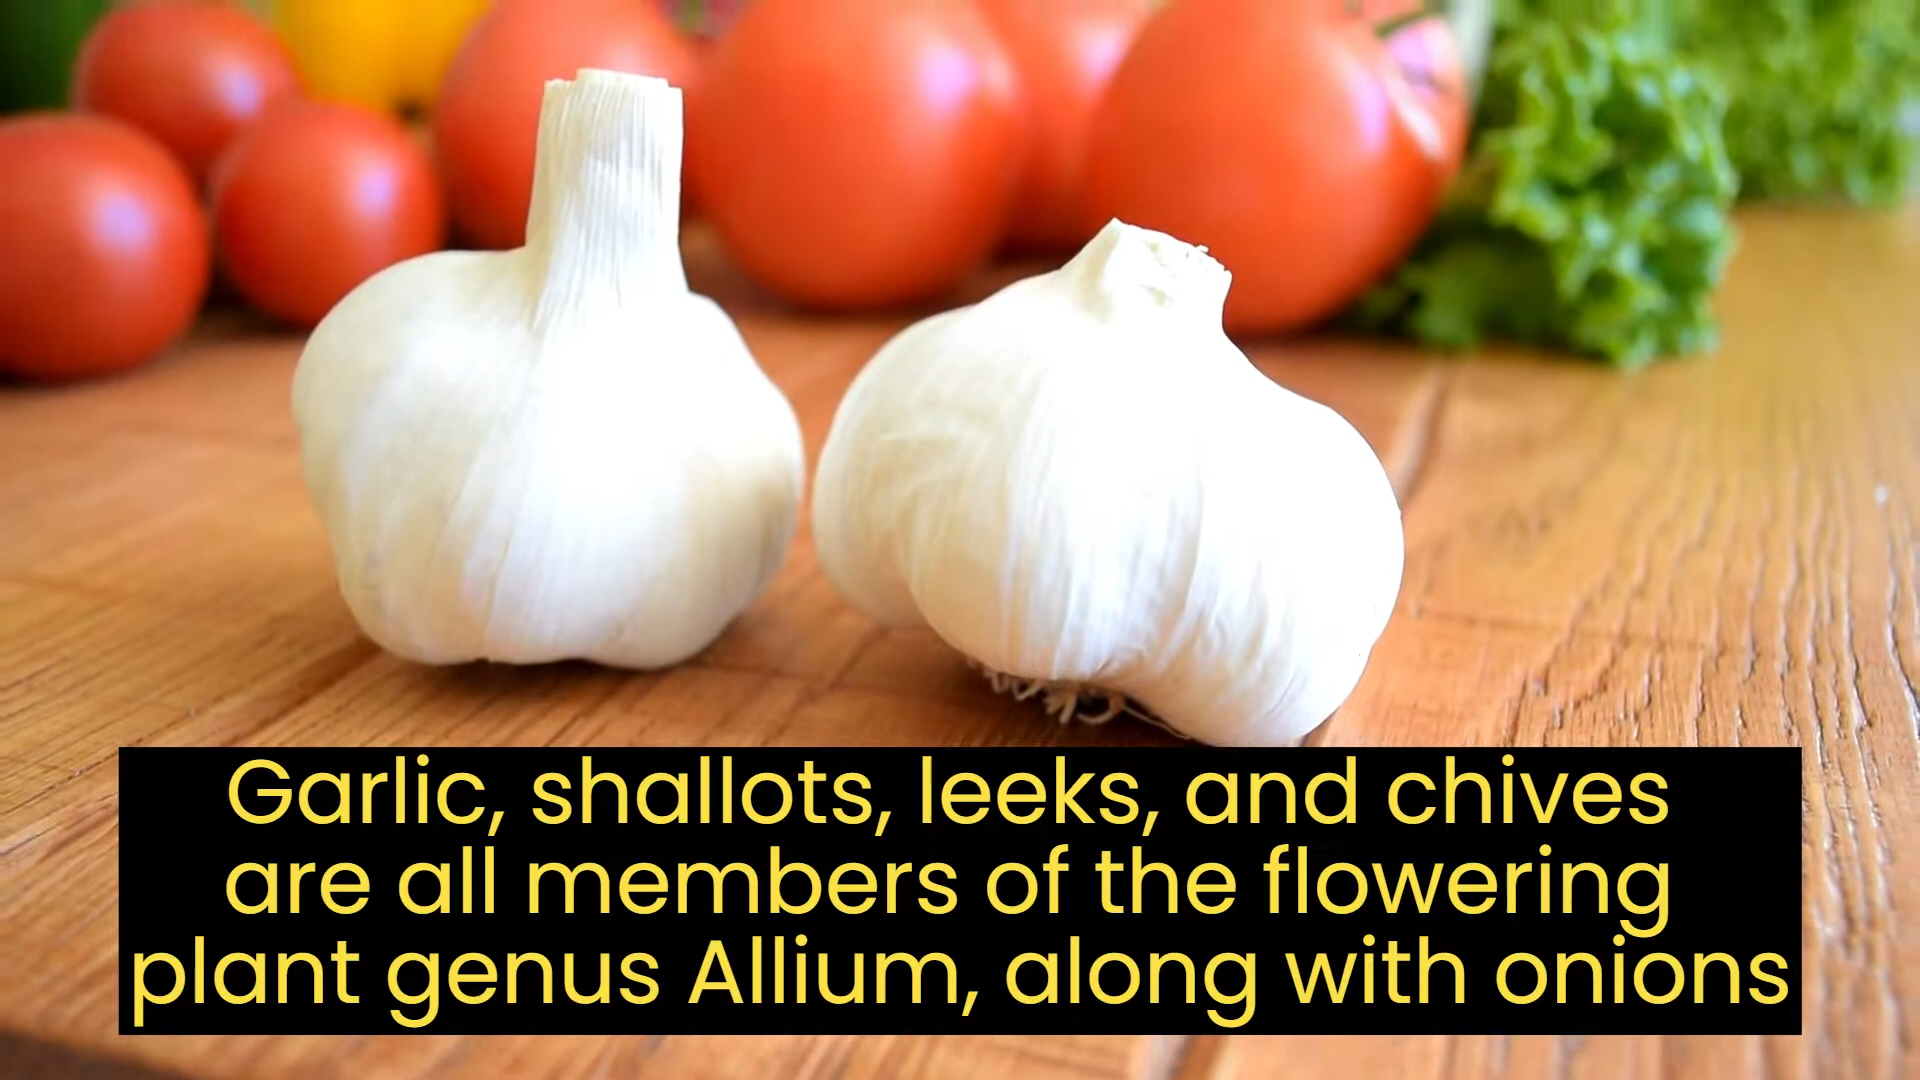 Garlic, shallots, leeks, and chives
are all members of the flowering
plant genus Allium, along with onions